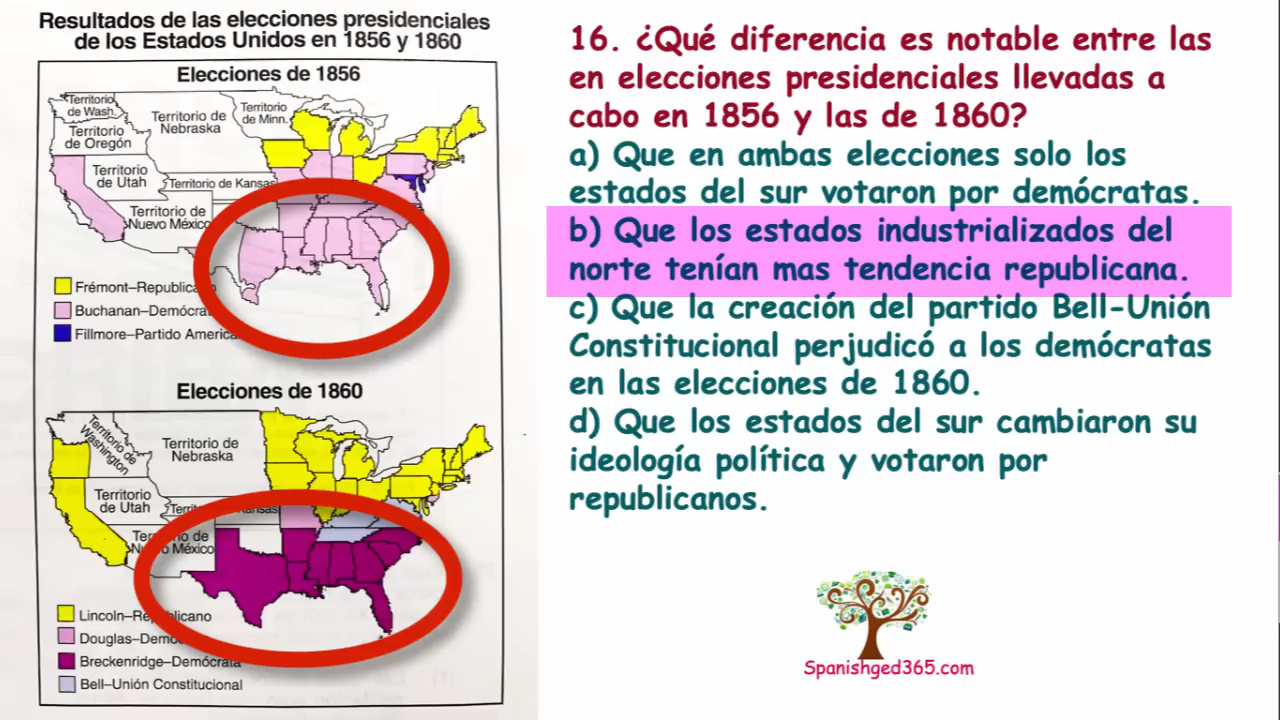 Resultados de las elecciones presidenciales
de los Estados Unidos en 1856 y 1860
Elecciones de 1856
Territorio
de Wash.
Territorio
de Oregón
Territorio de
Nebraska
Territorio
de Minn.
Territorio
de Utah
Territorio de Kansas
Territorio de
Nuevo México
Frémont–Republicano
Buchanan–Demócrata
Fillmore–Partido America
Elecciones de 1860
Territorio de
Washington
Territorio de
Nebraska
Territorio
de Utah
Kansas
de
México
Lincoln–Republicano
Douglas–Demó
Breckenridge–Demócrata
Bell–Unión Constitucional
16. ¿Qué diferencia es notable entre las
en elecciones presidenciales llevadas a
cabo en 1856 y las de 1860?
a) Que en ambas elecciones solo los
estados del sur votaron por demócratas.
b) Que los estados industrializados del
norte tenían mas tendencia republicana.
c) Que la creación del partido Bell-Unión
Constitucional perjudicó a los demócratas
en las elecciones de 1860.
d) Que los estados del sur cambiaron su
ideología política y votaron por
republicanos.
Spanishged365.com